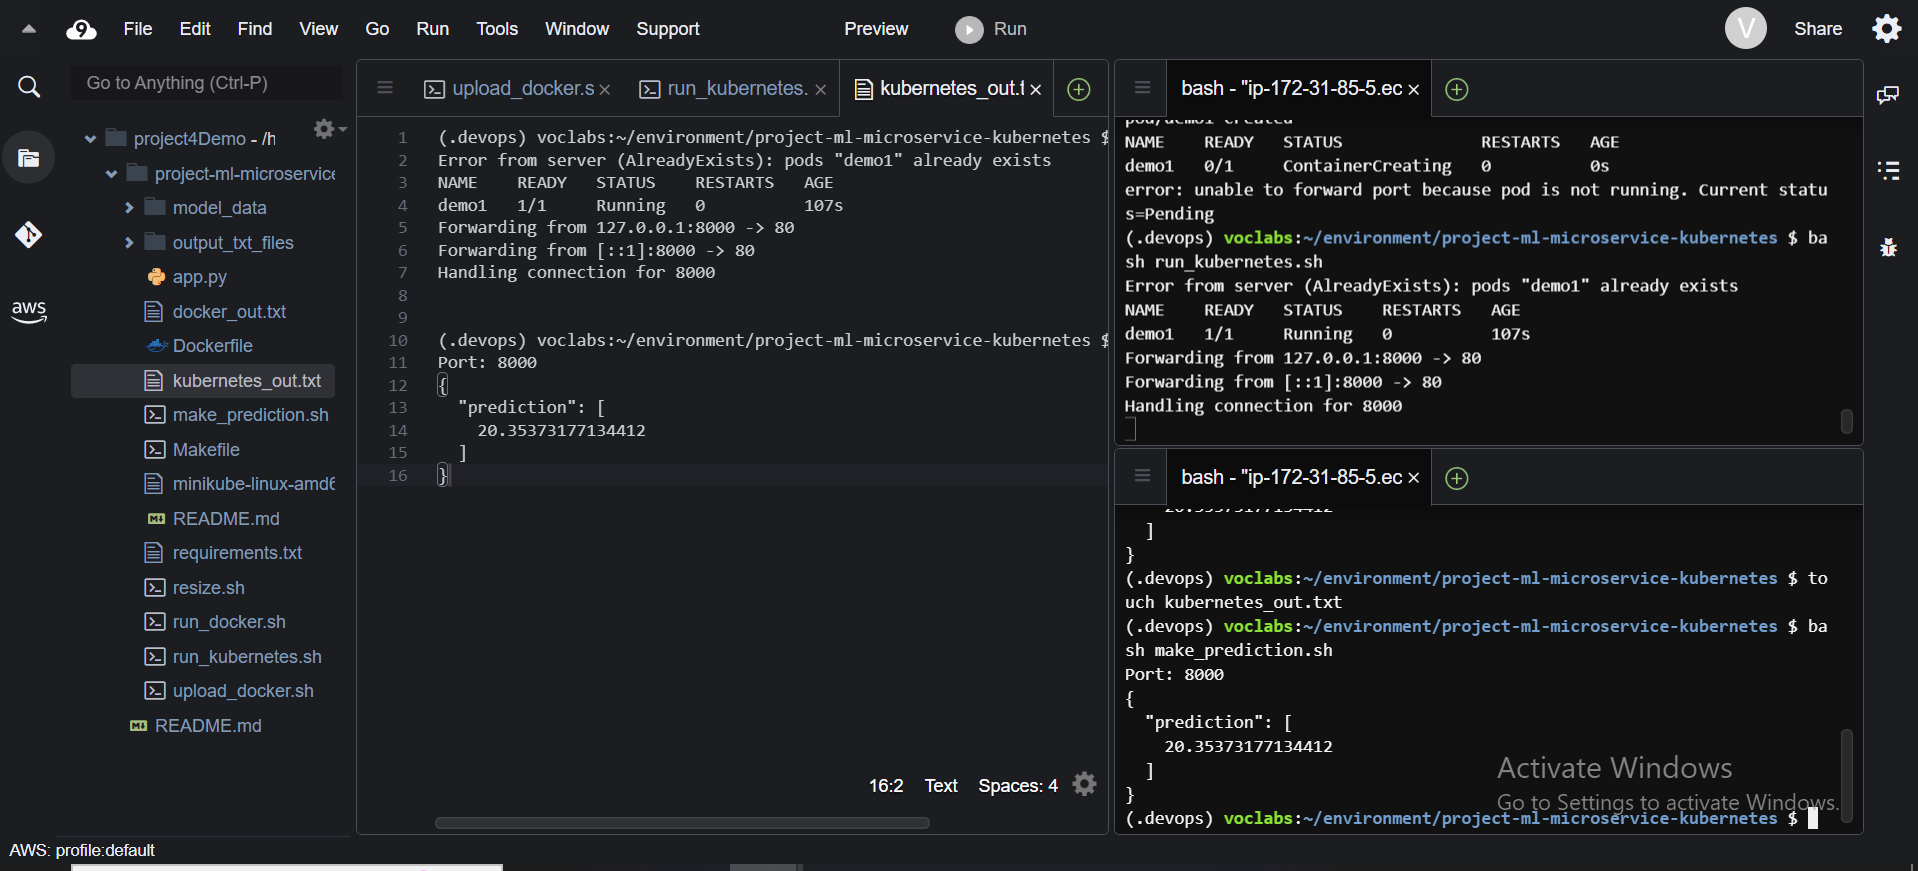 File Edit Find View Go Run Tools Window Support Preview Run V Share
Go to Anything (Ctrl-P)
project4Demo - /h
project-ml-microservice
model_data
output_txt_files
app.py
docker_out.txt
Dockerfile
kubernetes_out.txt
make_prediction.sh
Makefile
minikube-linux-amd6
README.md
requirements.txt
resize.sh
run_docker.sh
run_kubernetes.sh
upload_docker.sh
README.md
aws
AWS: profile:default
upload_docker.s × run_kubernetes. × kubernetes_out.t ×
1 (.devops) voclabs:~/environment/project-ml-microservice-kubernetes $
2 Error from server (AlreadyExists): pods "demo1" already exists
3 NAME READY STATUS RESTARTS AGE
4 demo1 1/1 Running 0 107s
5 Forwarding from 127.0.0.1:8000 -> 80
6 Forwarding from [::1]:8000 -> 80
7 Handling connection for 8000
8
9
10 (.devops) voclabs:~/environment/project-ml-microservice-kubernetes $
11 Port: 8000
12 {
13 "prediction": [
14 20.35373177134412
15 ]
16 }
16:2 Text Spaces: 4
bash - "ip-172-31-85-5.ec ×
pod/demo1 created
NAME READY STATUS RESTARTS AGE
demo1 0/1 ContainerCreating 0 0s
error: unable to forward port because pod is not running. Current statu
s=Pending
(.devops) voclabs:~/environment/project-ml-microservice-kubernetes $ ba
sh run_kubernetes.sh
Error from server (AlreadyExists): pods "demo1" already exists
NAME READY STATUS RESTARTS AGE
demo1 1/1 Running 0 107s
Forwarding from 127.0.0.1:8000 -> 80
Forwarding from [::1]:8000 -> 80
Handling connection for 8000
bash - "ip-172-31-85-5.ec ×
20.35373177134412
]
}
(.devops) voclabs:~/environment/project-ml-microservice-kubernetes $ to
uch kubernetes_out.txt
(.devops) voclabs:~/environment/project-ml-microservice-kubernetes $ ba
sh make_prediction.sh
Port: 8000
{
"prediction": [
20.35373177134412
]
}
(.devops) voclabs:~/environment/project-ml-microservice-kubernetes $
Activate Windows
Go to Settings to activate Windows.